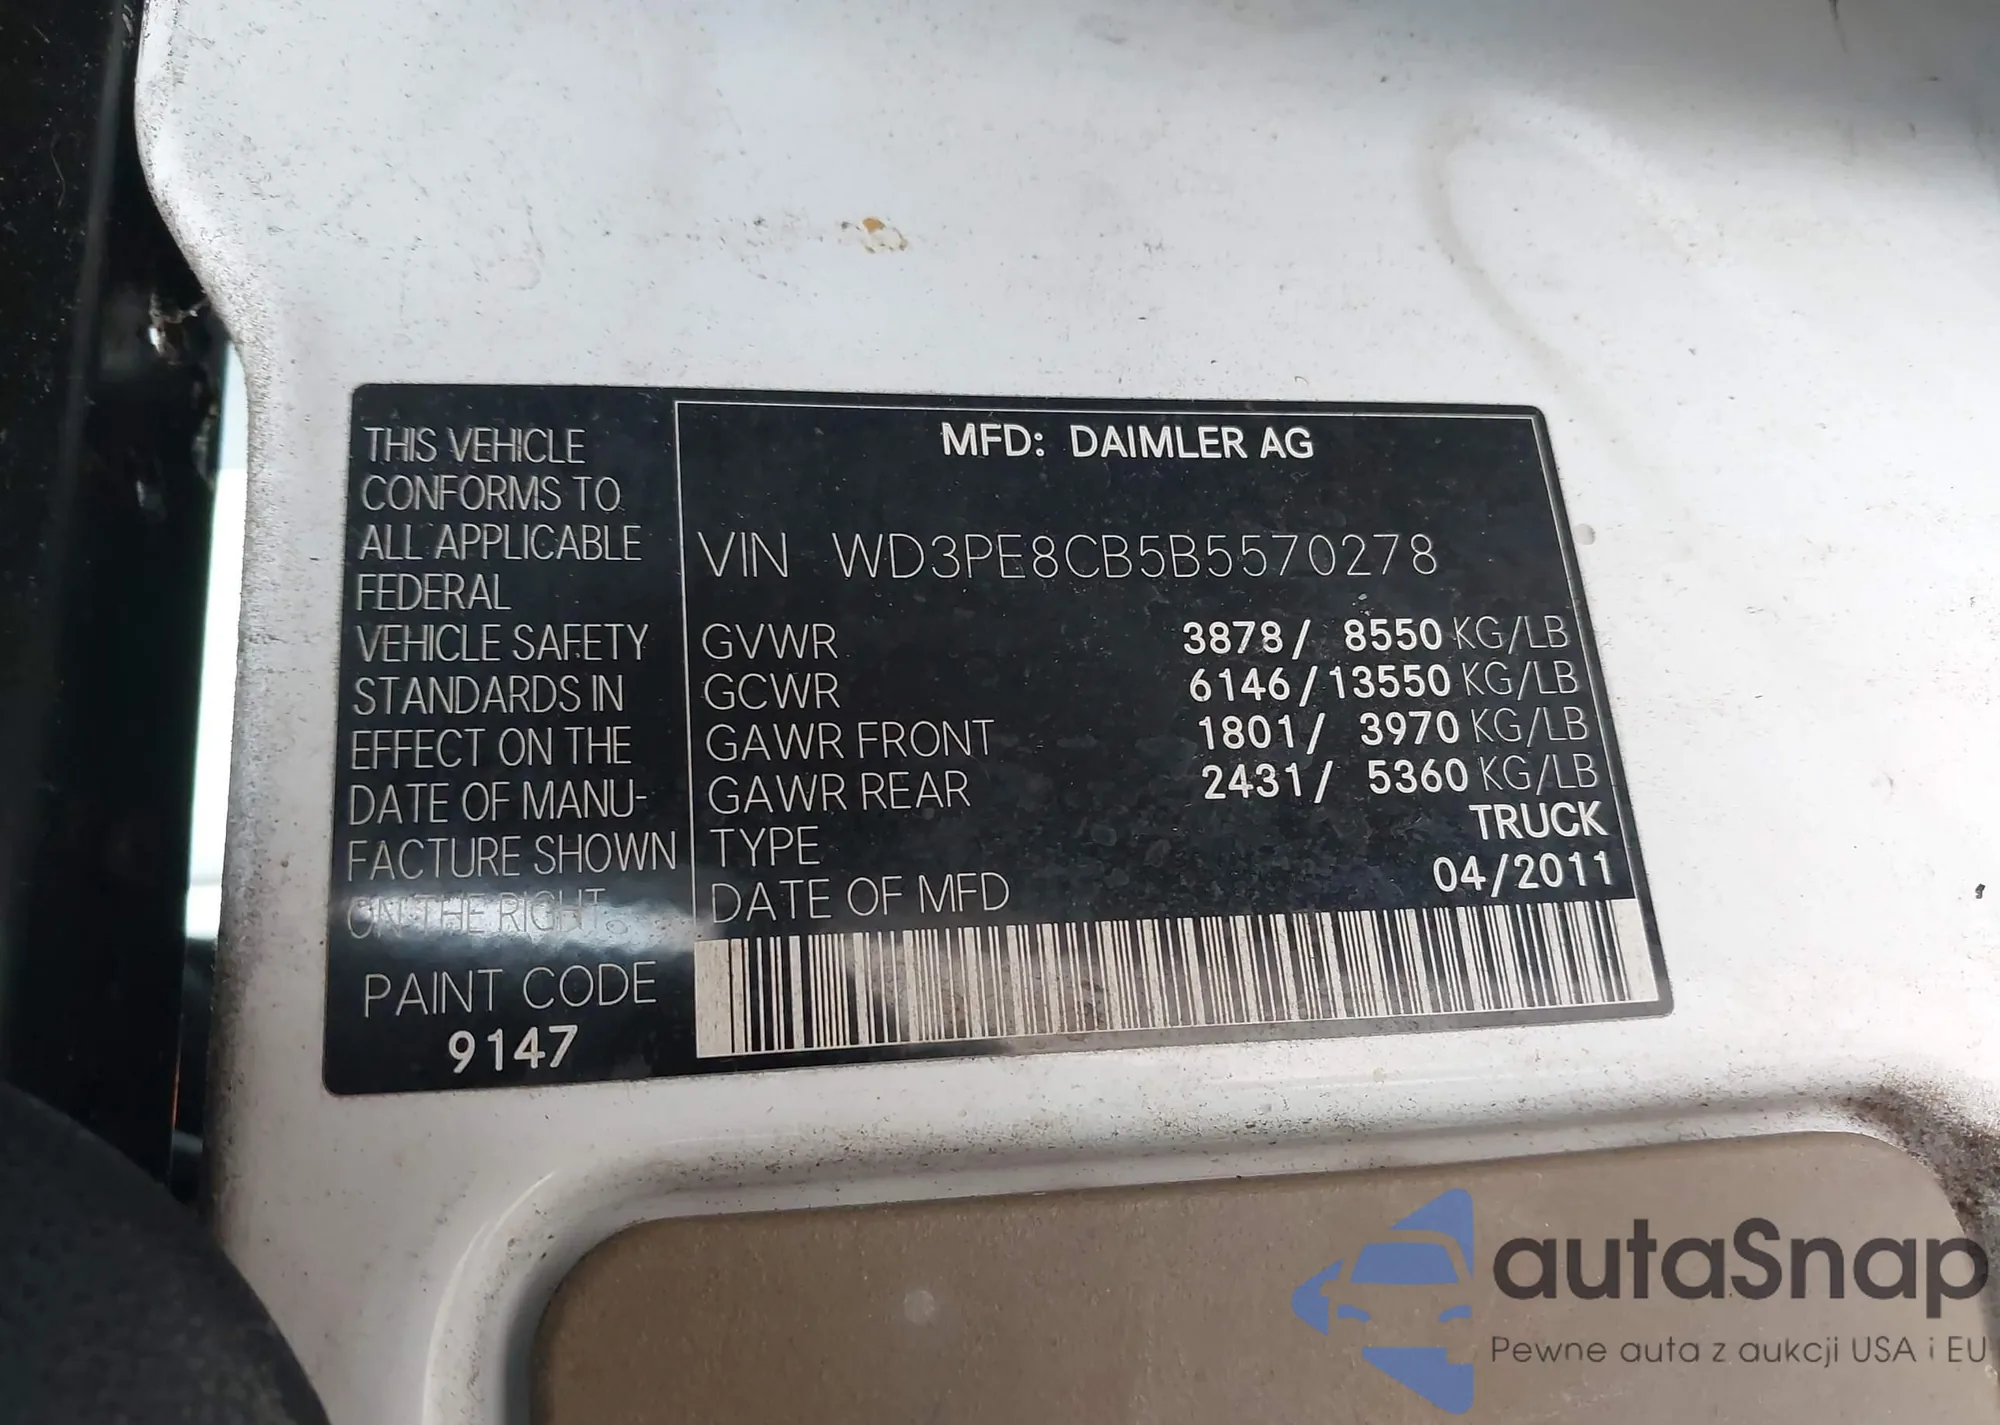 THIS VEHICLE
CONFORMS TO
ALL APPLICABLE
FEDERAL
VEHICLE SAFETY
STANDARDS IN
EFFECT ON THE
DATE OF MANU-
FACTURE SHOWN
ON THE RIGHT.
PAINT CODE
9147
MFD: DAIMLER AG
VIN WD3PE8CB5B5570278
GVWR 3878/ 8550 KG/LB
GCWR 6146/13550 KG/LB
GAWR FRONT 1801/ 3970 KG/LB
GAWR REAR 2431/ 5360 KG/LB
TYPE TRUCK
DATE OF MFD 04/2011
autaSnap
Pewne auta z aukcji USA i EU